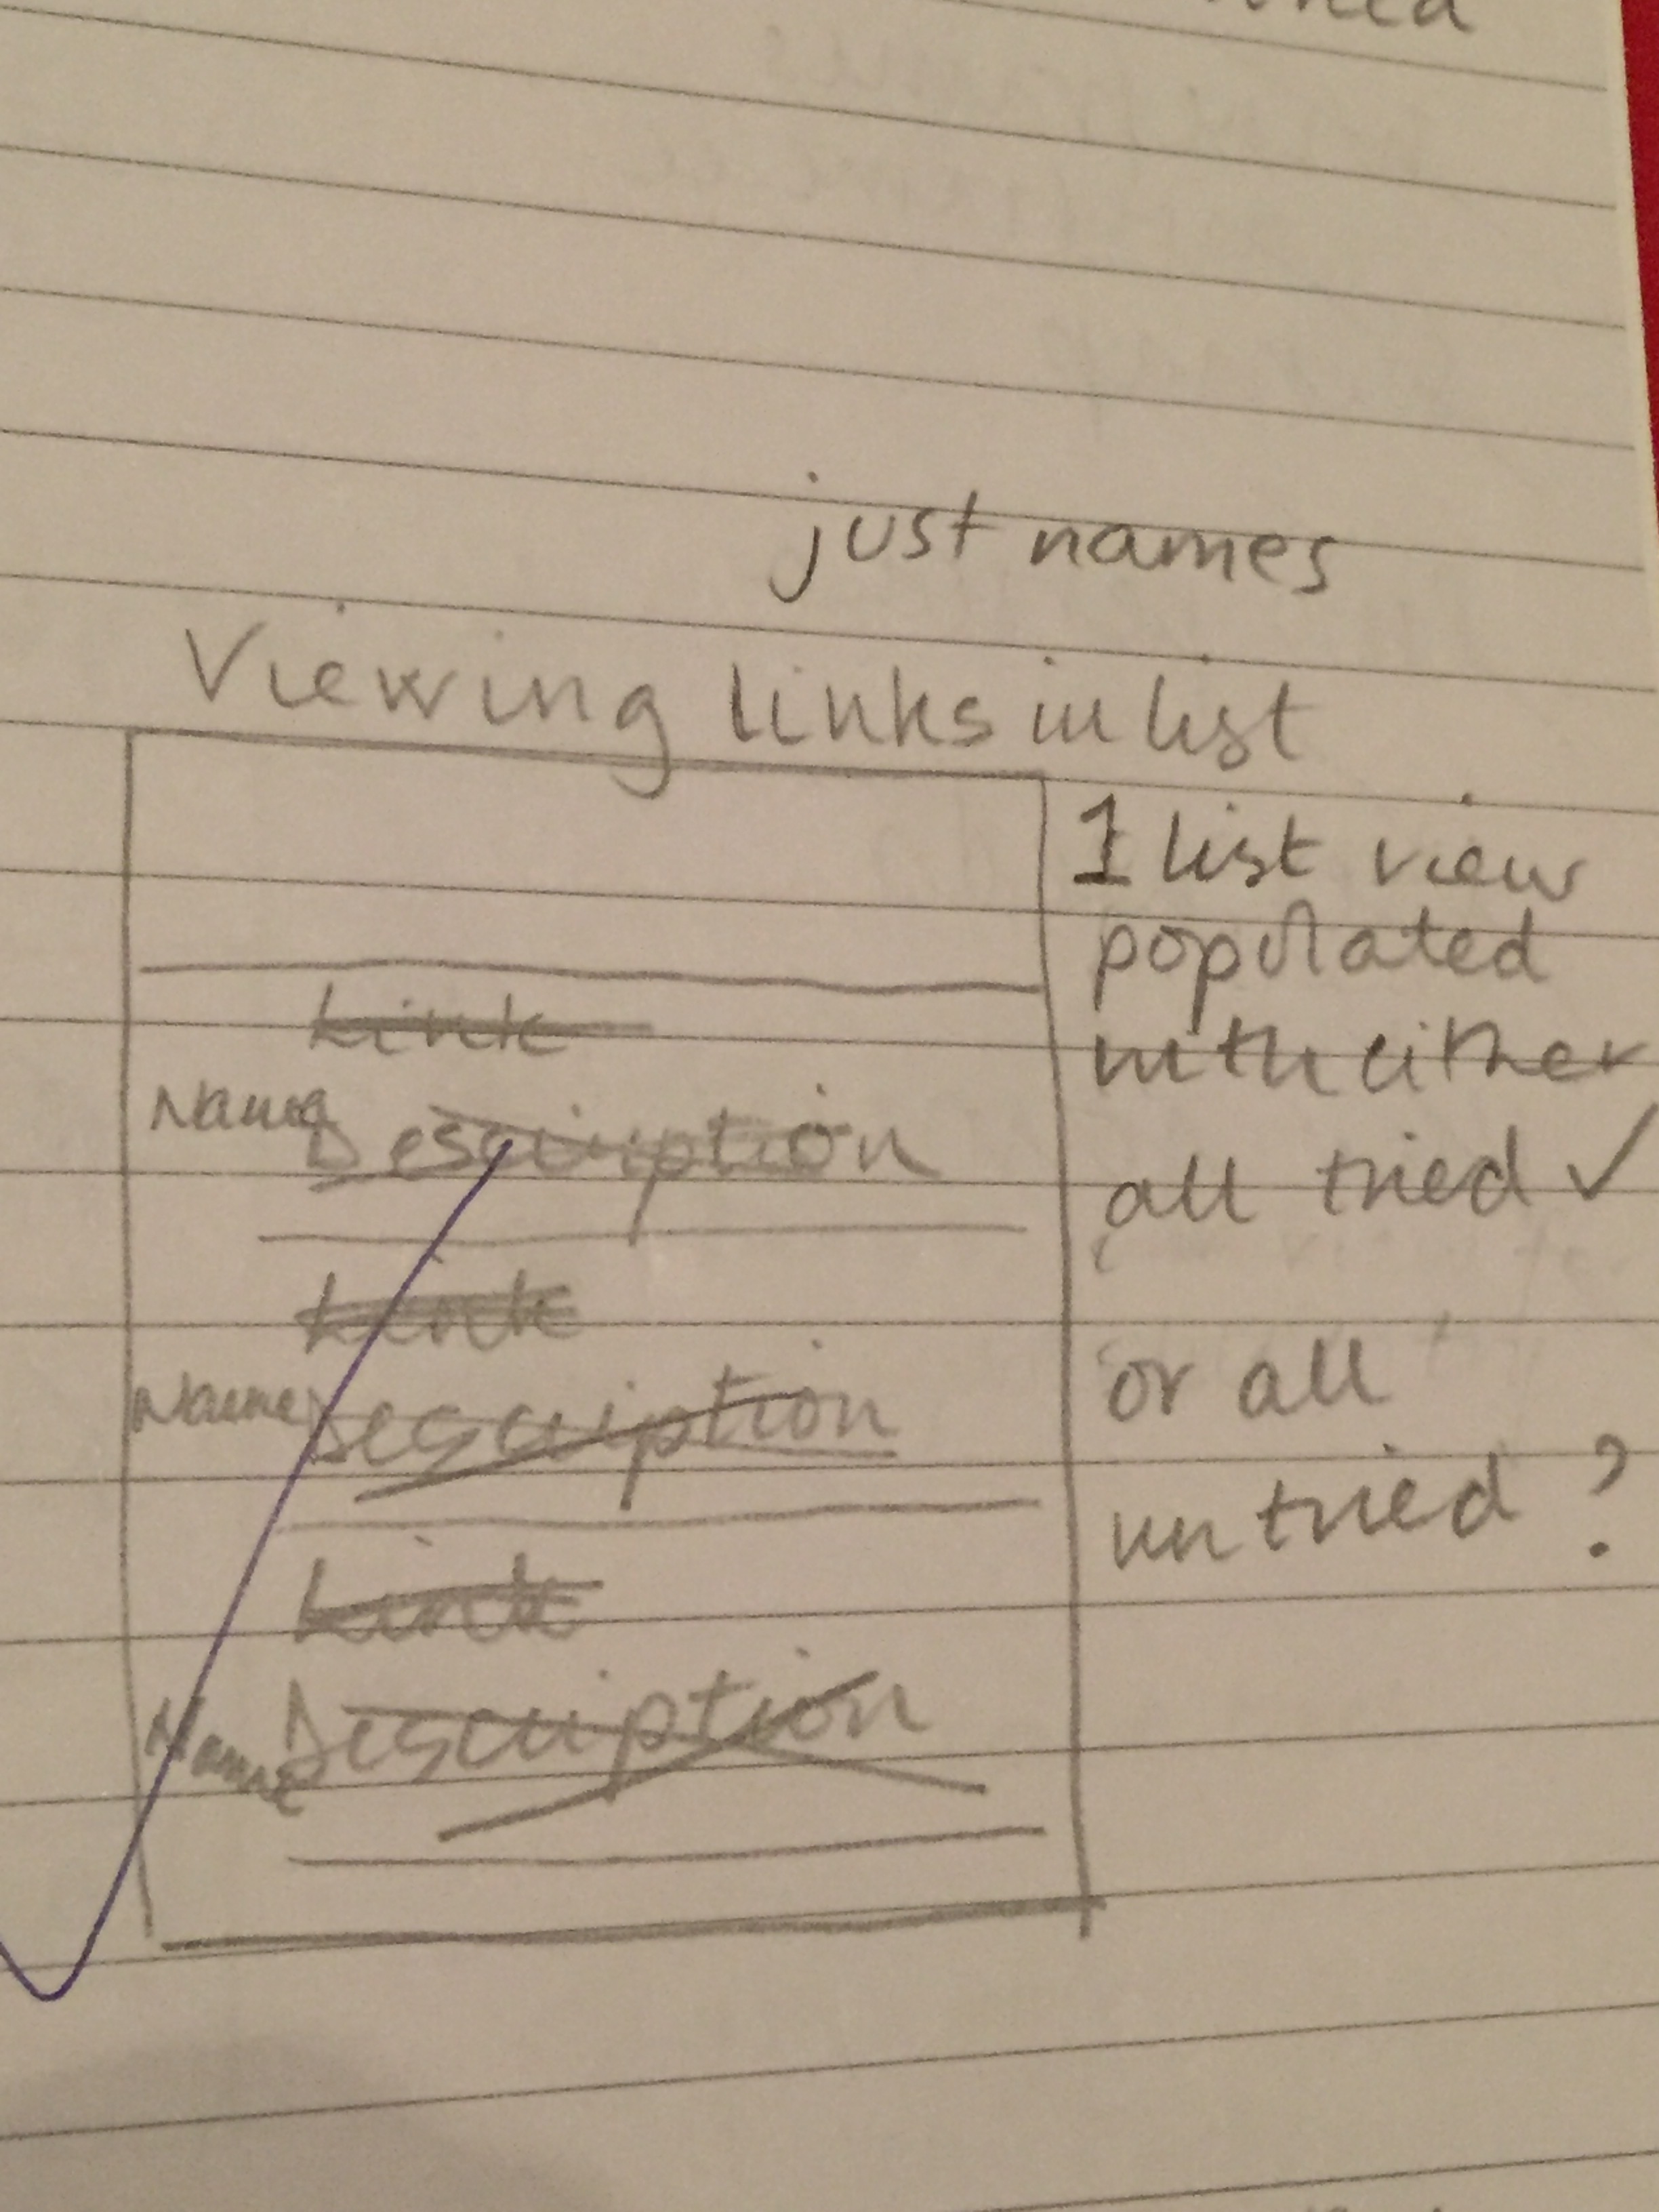 just names
Viewing links in list
1 list view
populated
with either
all tried ✓
or all
untried ?
Link
Name Description
Link
Name Description
Link
Name Description